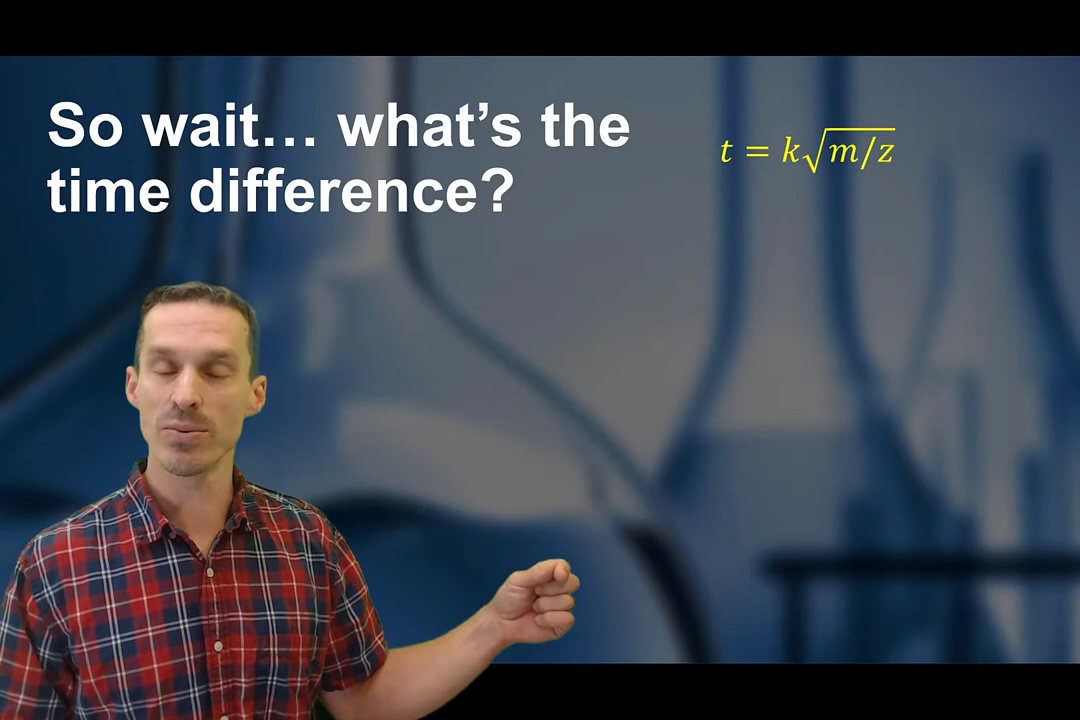 So wait… what’s the
time difference?
t = k√m/z